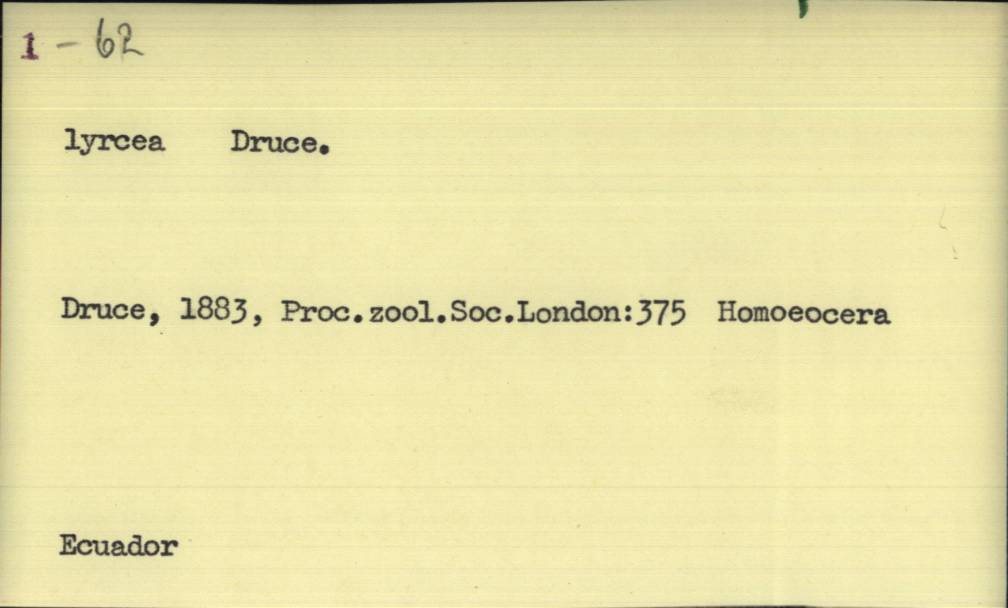 1 - 62
lyrcea Druce.
Druce, 1883, Proc.zool.Soc.London:375 Homoeocera
Ecuador